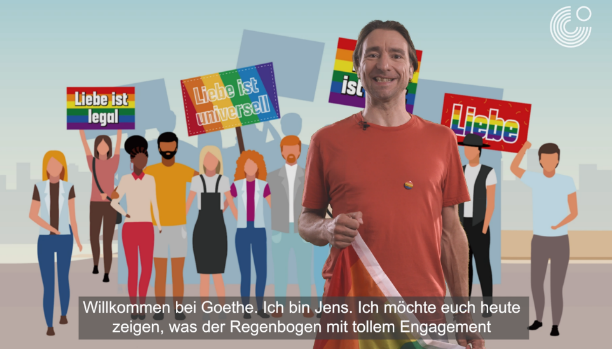 Liebe ist
legal
Liebe ist
universell
ist
Liebe
Willkommen bei Goethe. Ich bin Jens. Ich möchte euch heute
zeigen, was der Regenbogen mit tollem Engagement